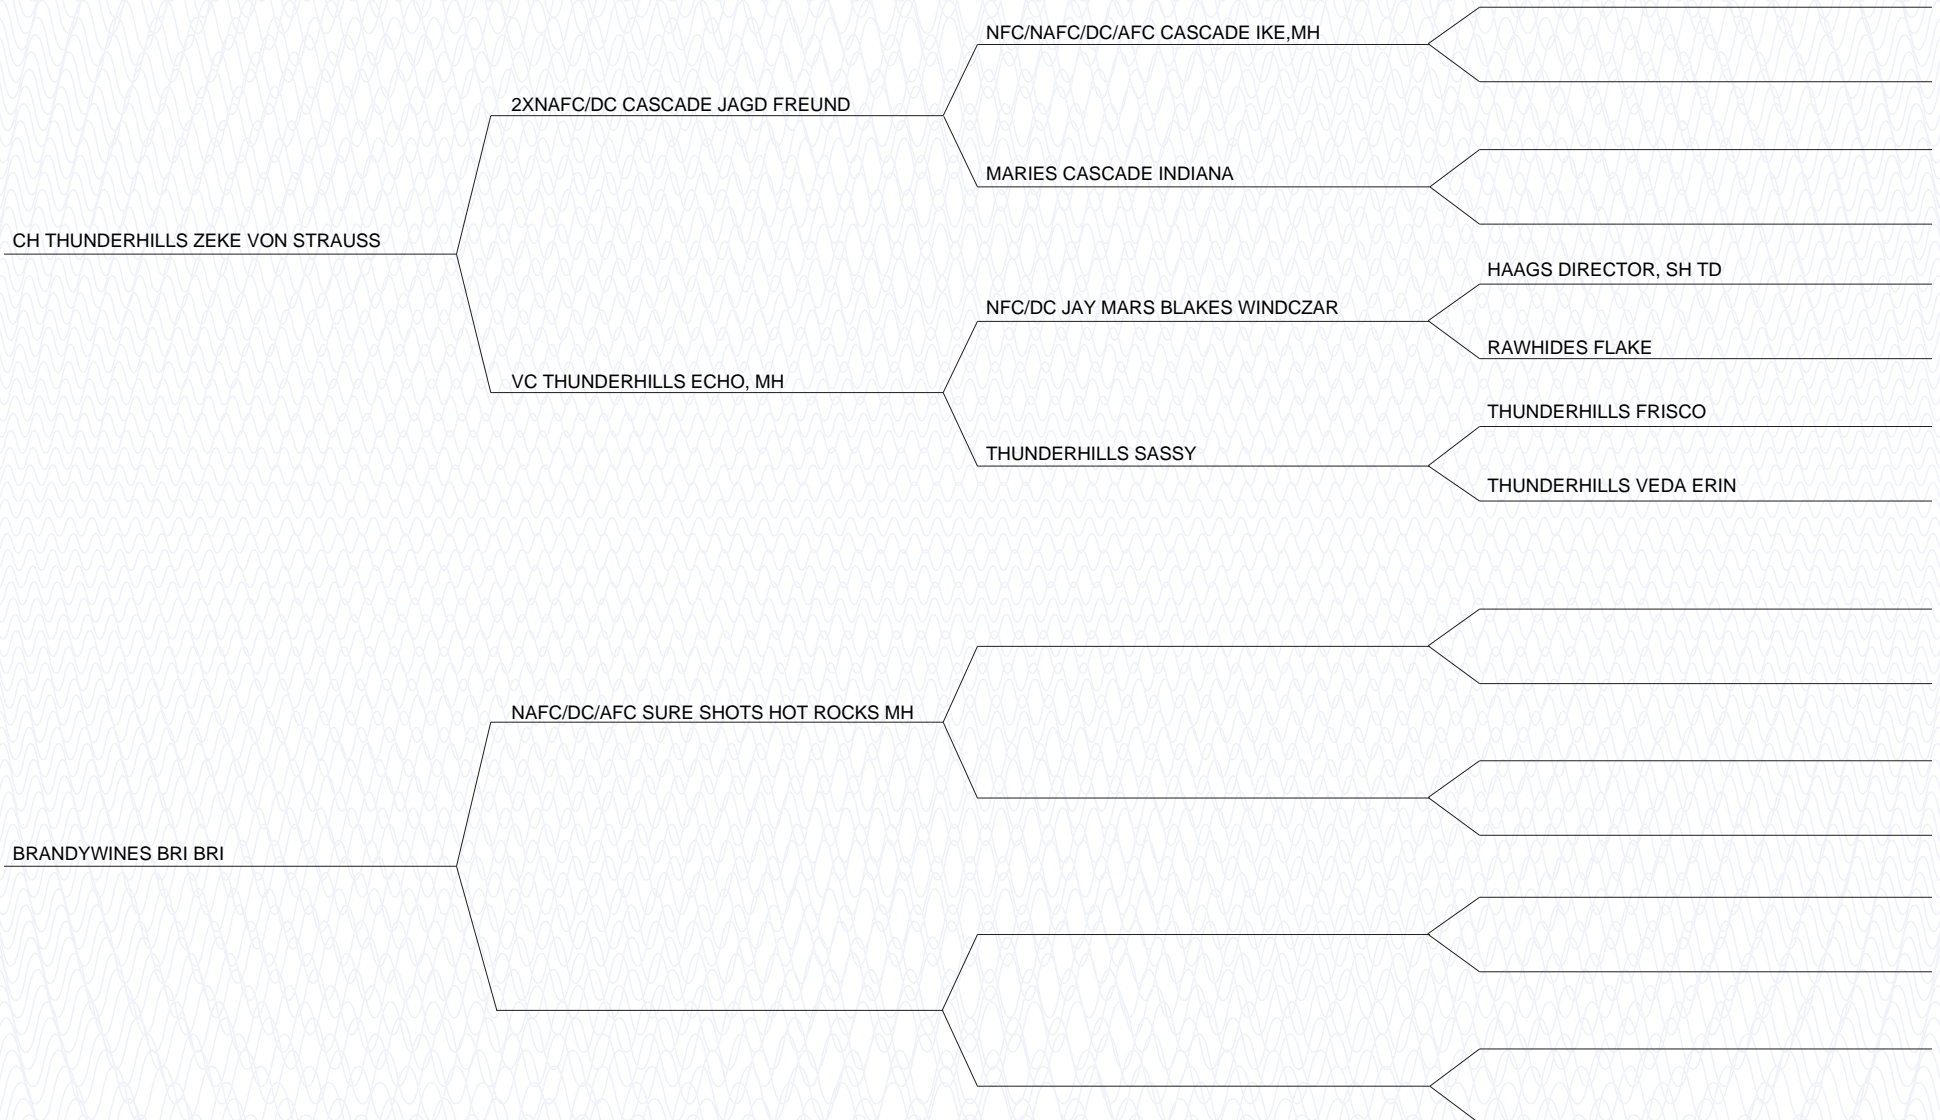 NFC/NAFC/DC/AFC CASCADE IKE,MH
2XNAFC/DC CASCADE JAGD FREUND
MARIES CASCADE INDIANA
CH THUNDERHILLS ZEKE VON STRAUSS
HAAGS DIRECTOR, SH TD
NFC/DC JAY MARS BLAKES WINDCZAR
RAWHIDES FLAKE
VC THUNDERHILLS ECHO, MH
THUNDERHILLS FRISCO
THUNDERHILLS SASSY
THUNDERHILLS VEDA ERIN
NAFC/DC/AFC SURE SHOTS HOT ROCKS MH
BRANDYWINES BRI BRI